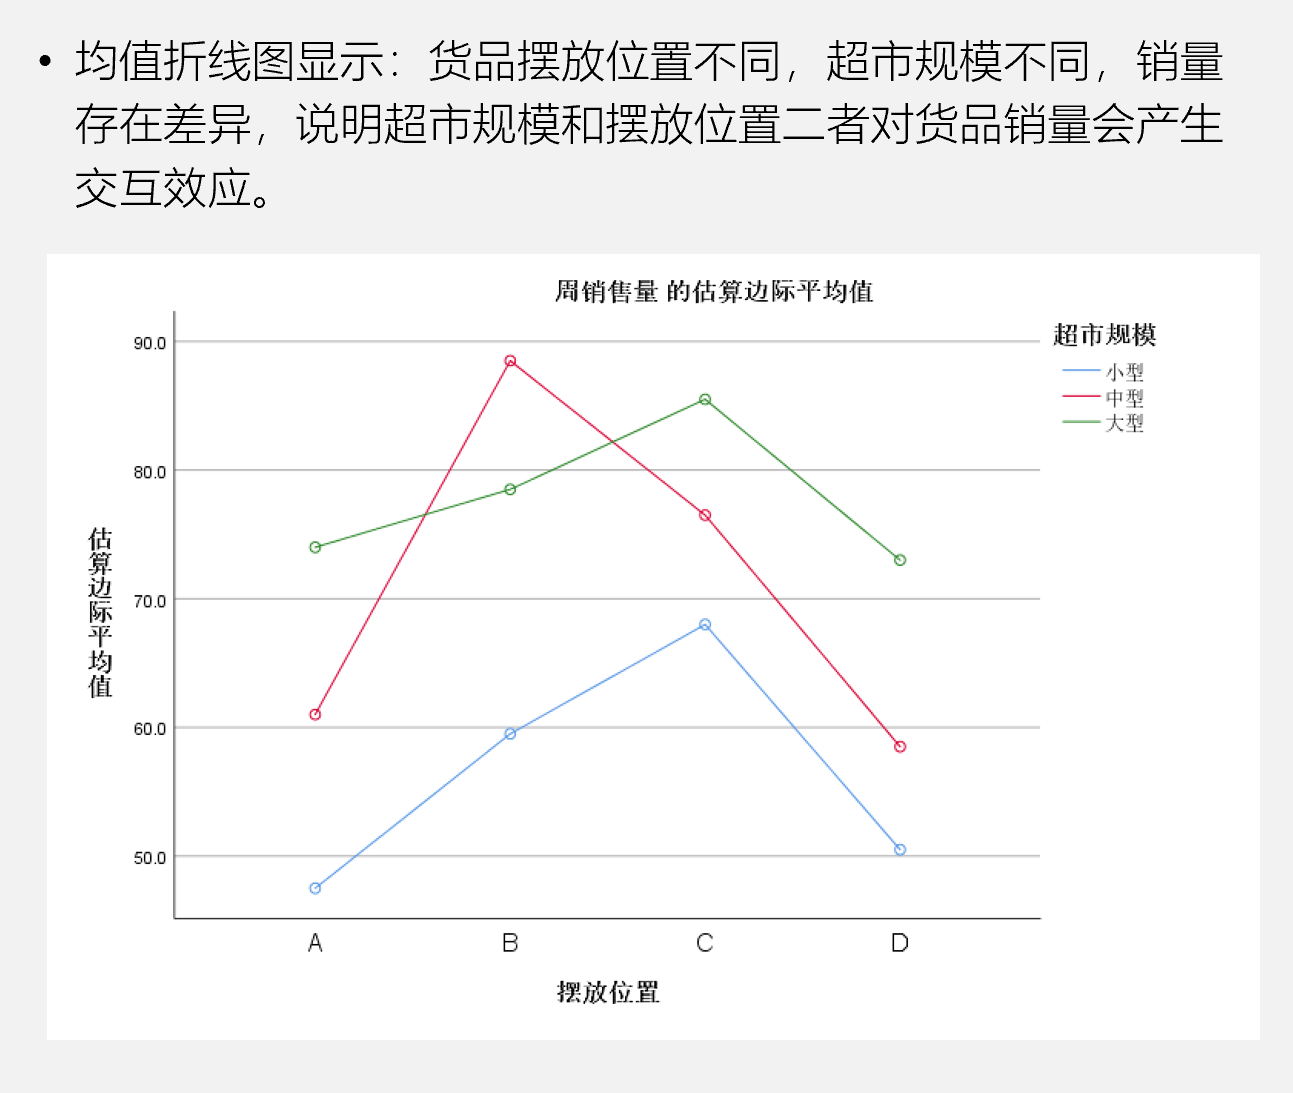 • 均值折线图显示：货品摆放位置不同，超市规模不同，销量
存在差异，说明超市规模和摆放位置二者对货品销量会产生
交互效应。
周销售量 的估算边际平均值
超市规模
小型
中型
大型
90.0
80.0
70.0
60.0
50.0
估算边际平均值
A B C D
摆放位置